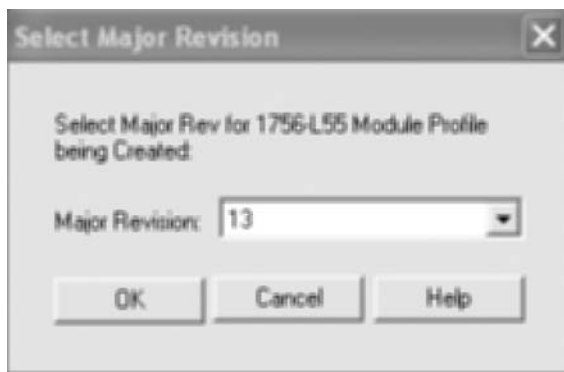 Select Major Revision
Select Major Rev for 1756-L55 Module Profile
being Created:
Major Revision: 13
OK Cancel Help